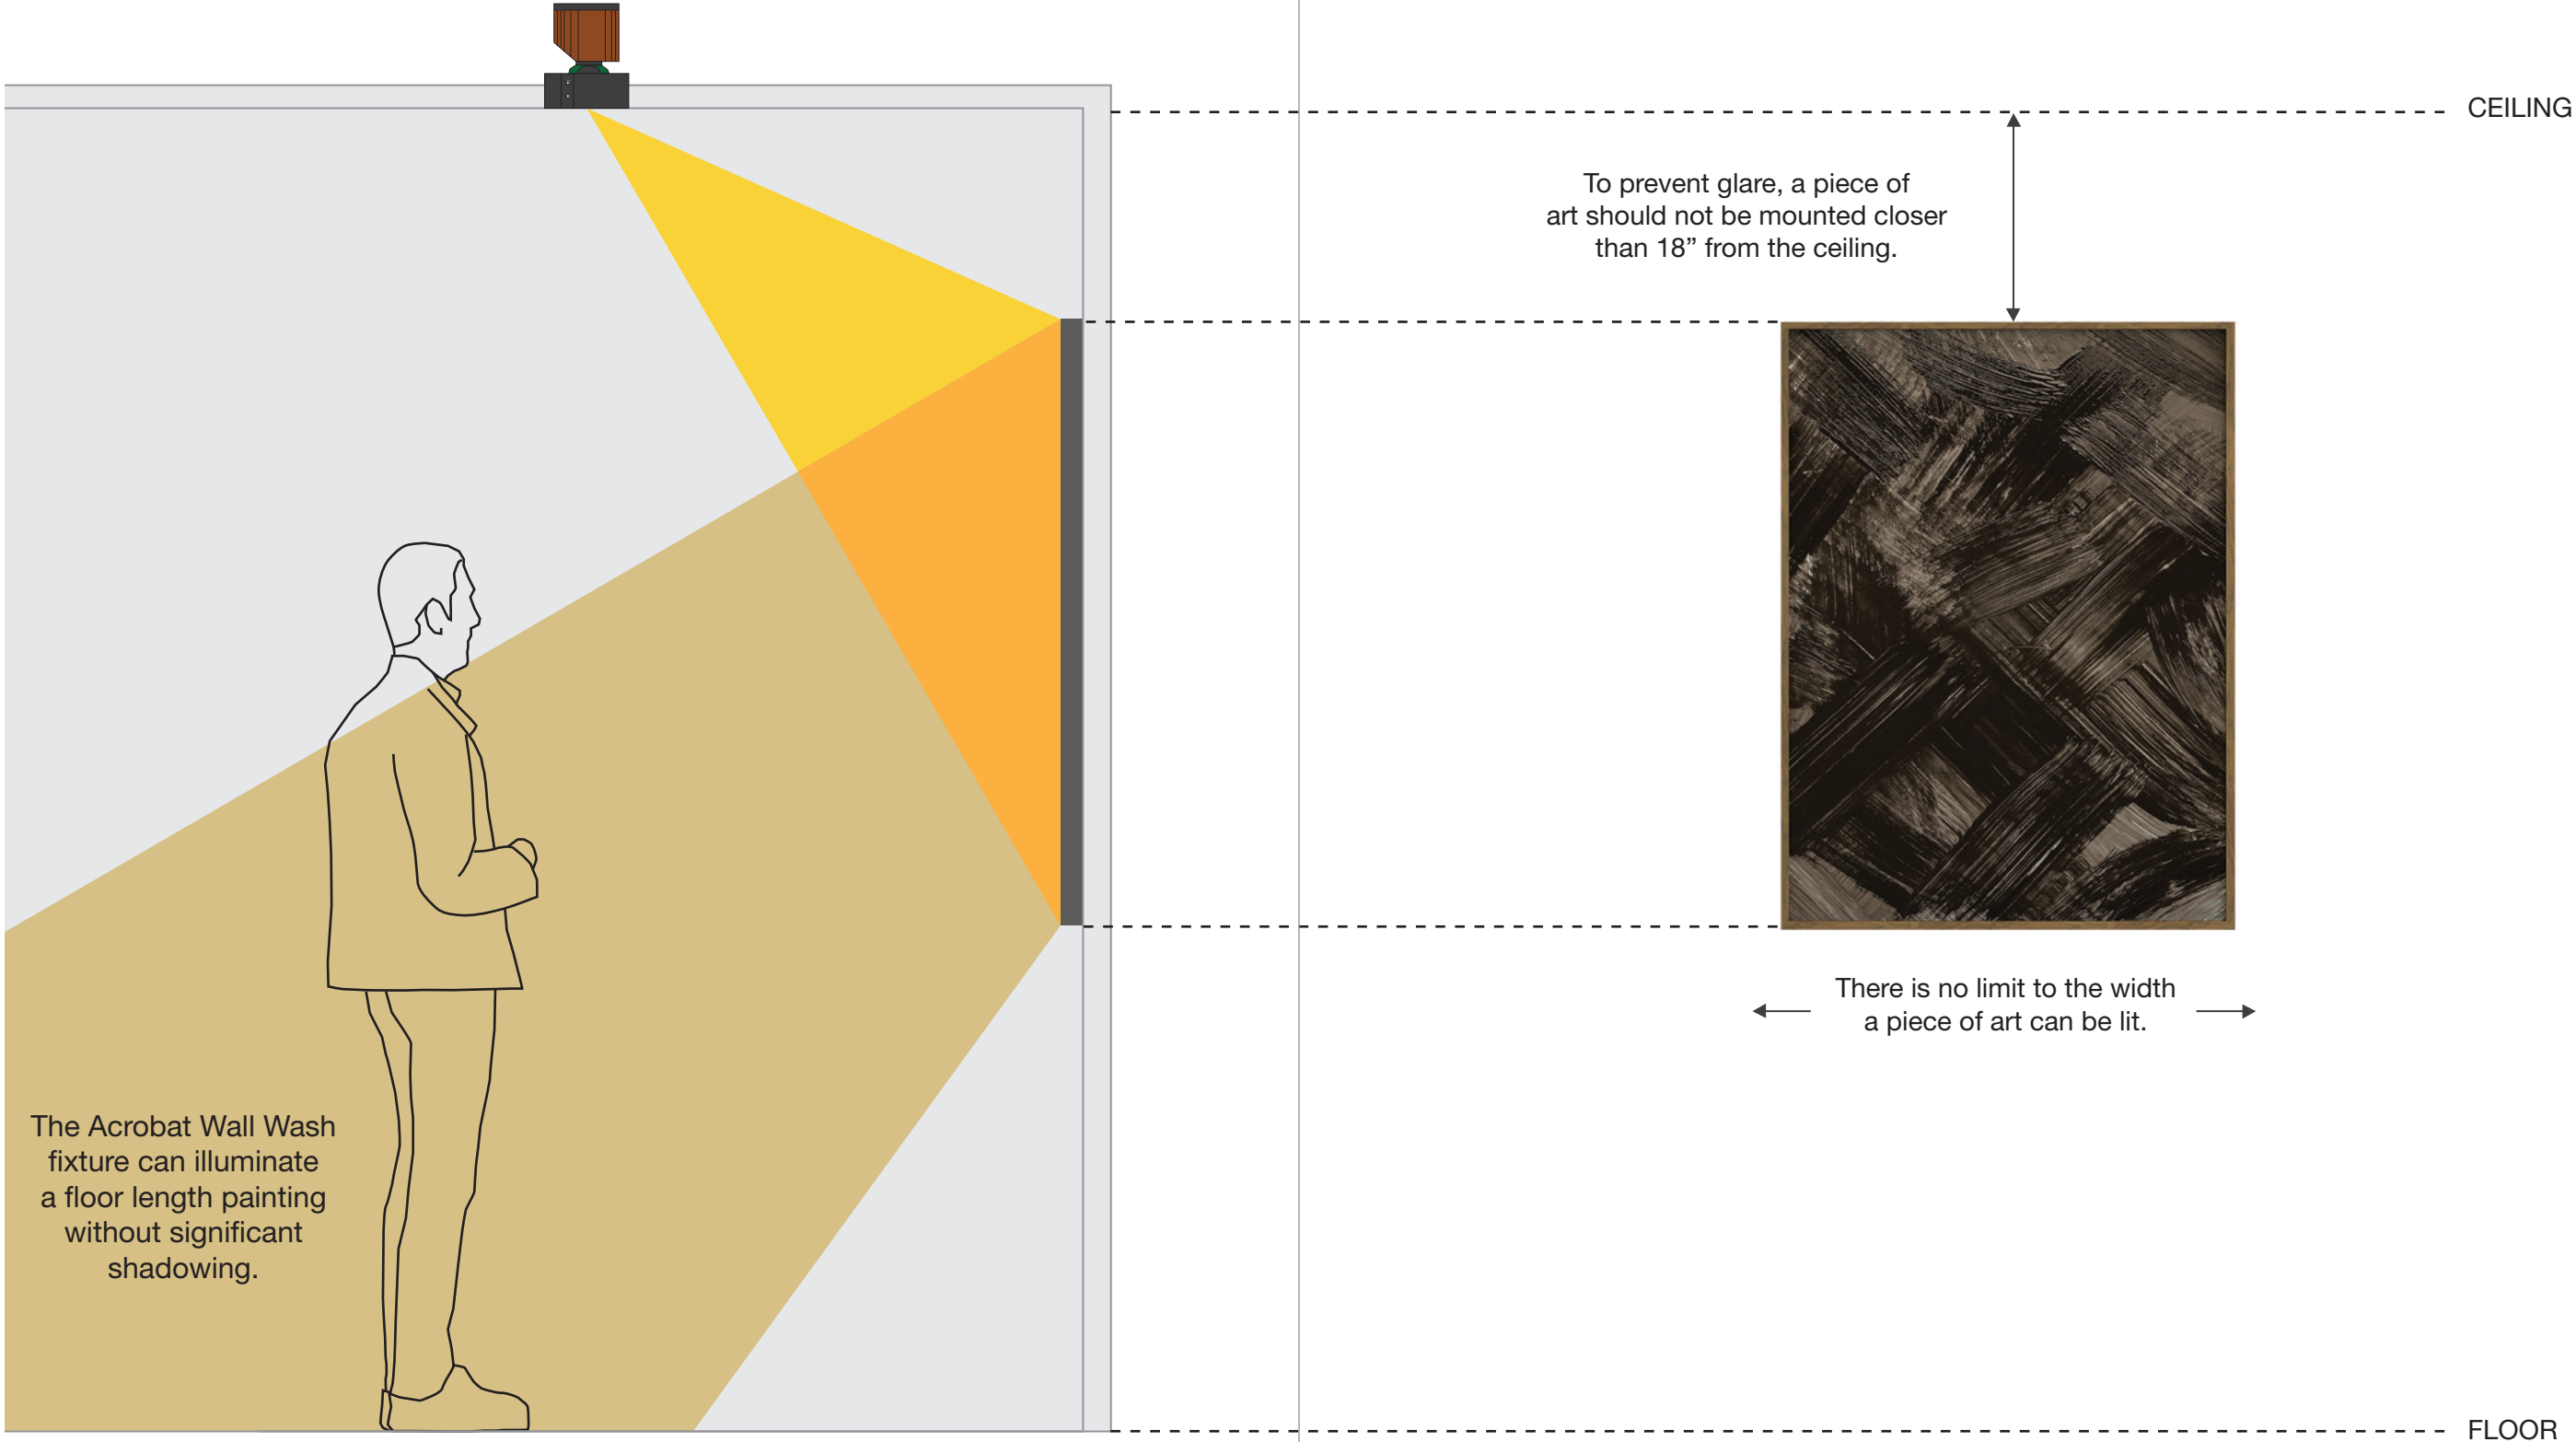 CEILING
To prevent glare, a piece of
art should not be mounted closer
than 18” from the ceiling.
There is no limit to the width
a piece of art can be lit.
The Acrobat Wall Wash
fixture can illuminate
a floor length painting
without significant
shadowing.
FLOOR